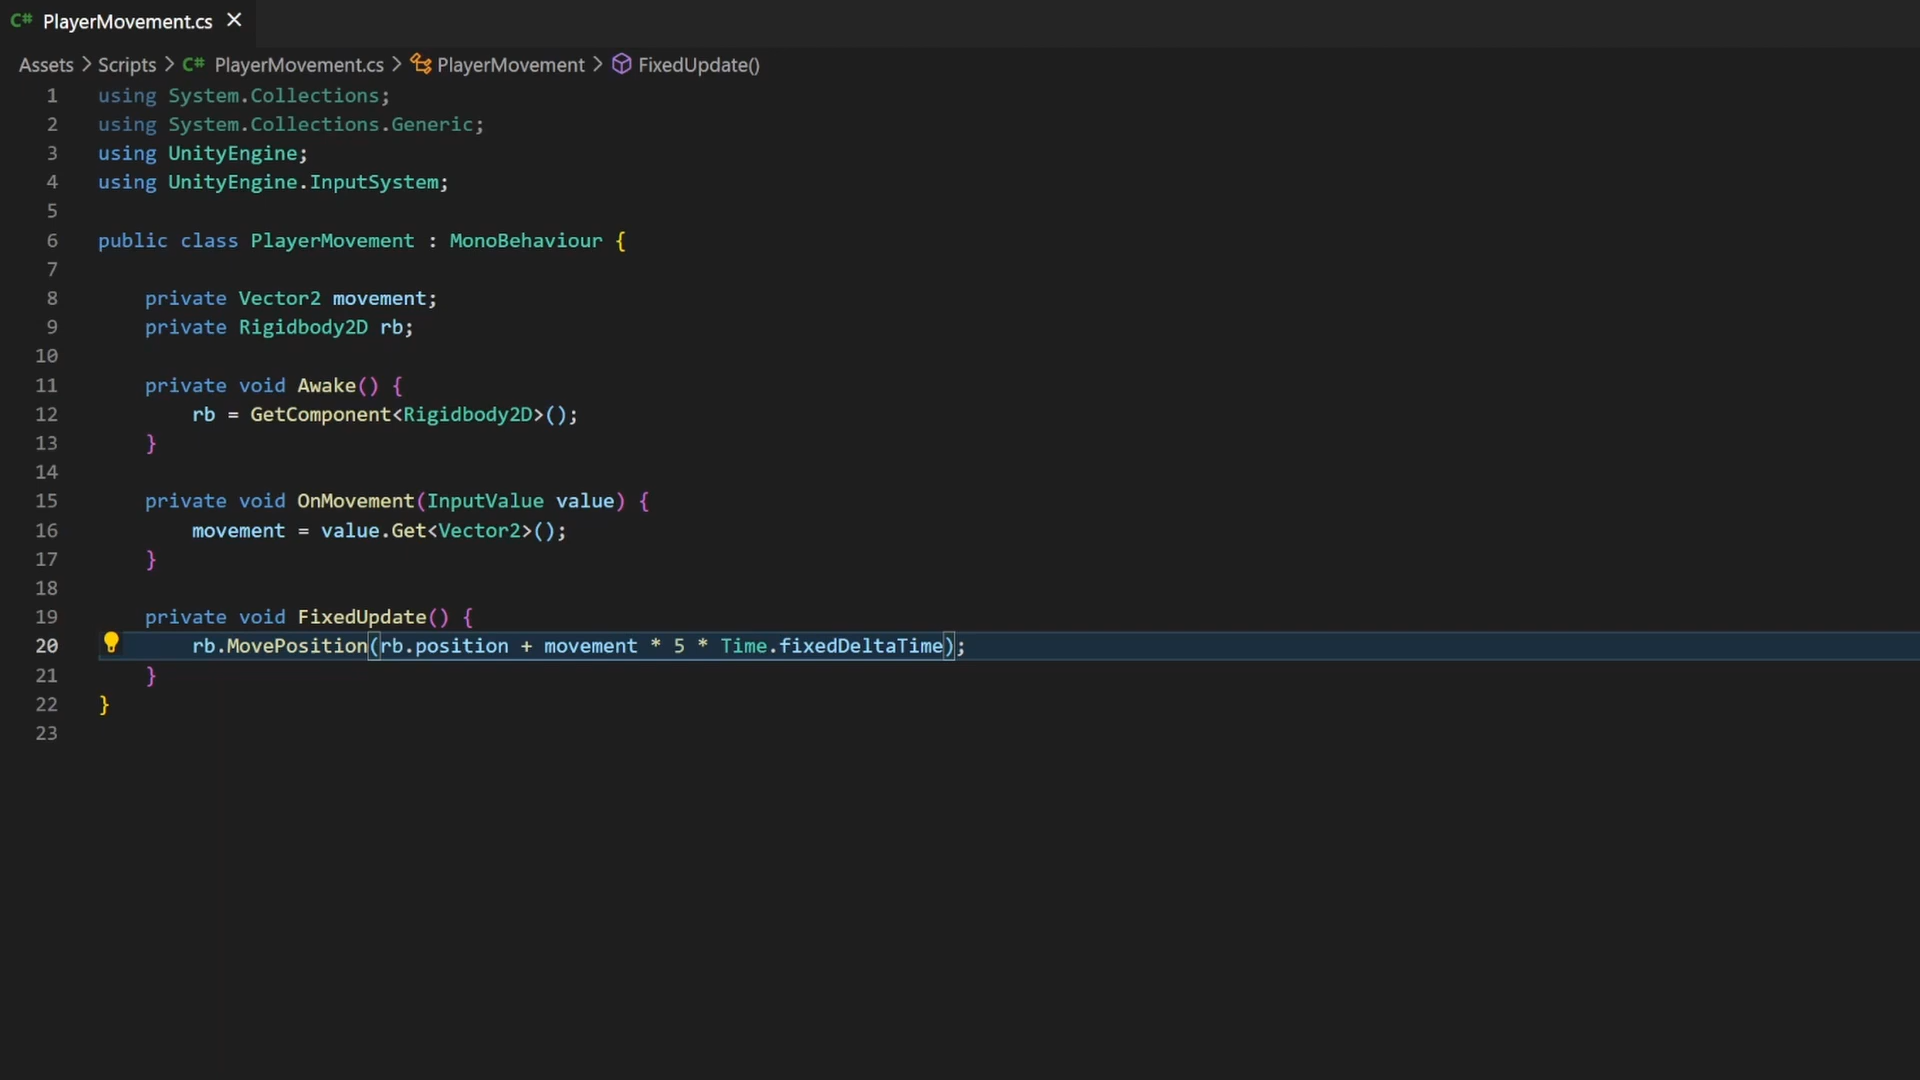 C# PlayerMovement.cs ×
Assets > Scripts > C# PlayerMovement.cs > PlayerMovement > FixedUpdate()
1 using System.Collections;
2 using System.Collections.Generic;
3 using UnityEngine;
4 using UnityEngine.InputSystem;
5
6 public class PlayerMovement : MonoBehaviour {
7
8 private Vector2 movement;
9 private Rigidbody2D rb;
10
11 private void Awake() {
12 rb = GetComponent<Rigidbody2D>();
13 }
14
15 private void OnMovement(InputValue value) {
16 movement = value.Get<Vector2>();
17 }
18
19 private void FixedUpdate() {
20 rb.MovePosition(rb.position + movement * 5 * Time.fixedDeltaTime);
21 }
22 }
23